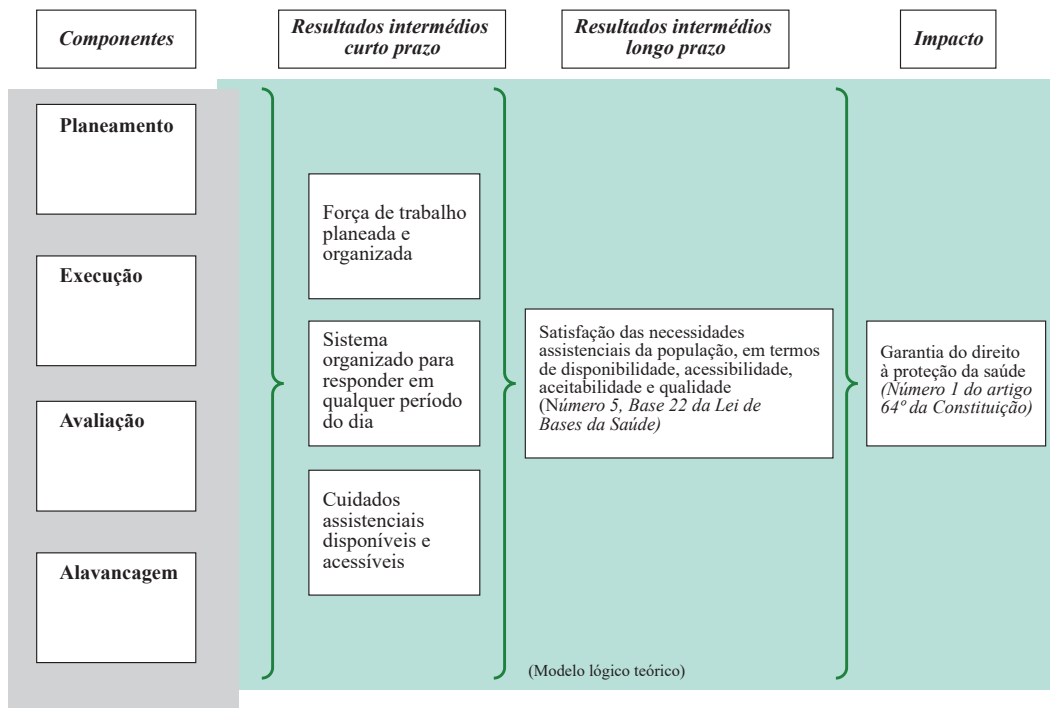 Componentes
Resultados intermédios
curto prazo
Resultados intermédios
longo prazo
Impacto
Planeamento
Execução
Avaliação
Alavancagem
Força de trabalho
planeada e
organizada
Sistema
organizado para
responder em
qualquer período
do dia
Cuidados
assistenciais
disponíveis e
acessíveis
Satisfação das necessidades
assistenciais da população, em termos
de disponibilidade, acessibilidade,
aceitabilidade e qualidade
(Número 5, Base 22 da Lei de
Bases da Saúde)
Garantia do direito
à proteção da saúde
(Número 1 do artigo
64º da Constituição)
(Modelo lógico teórico)